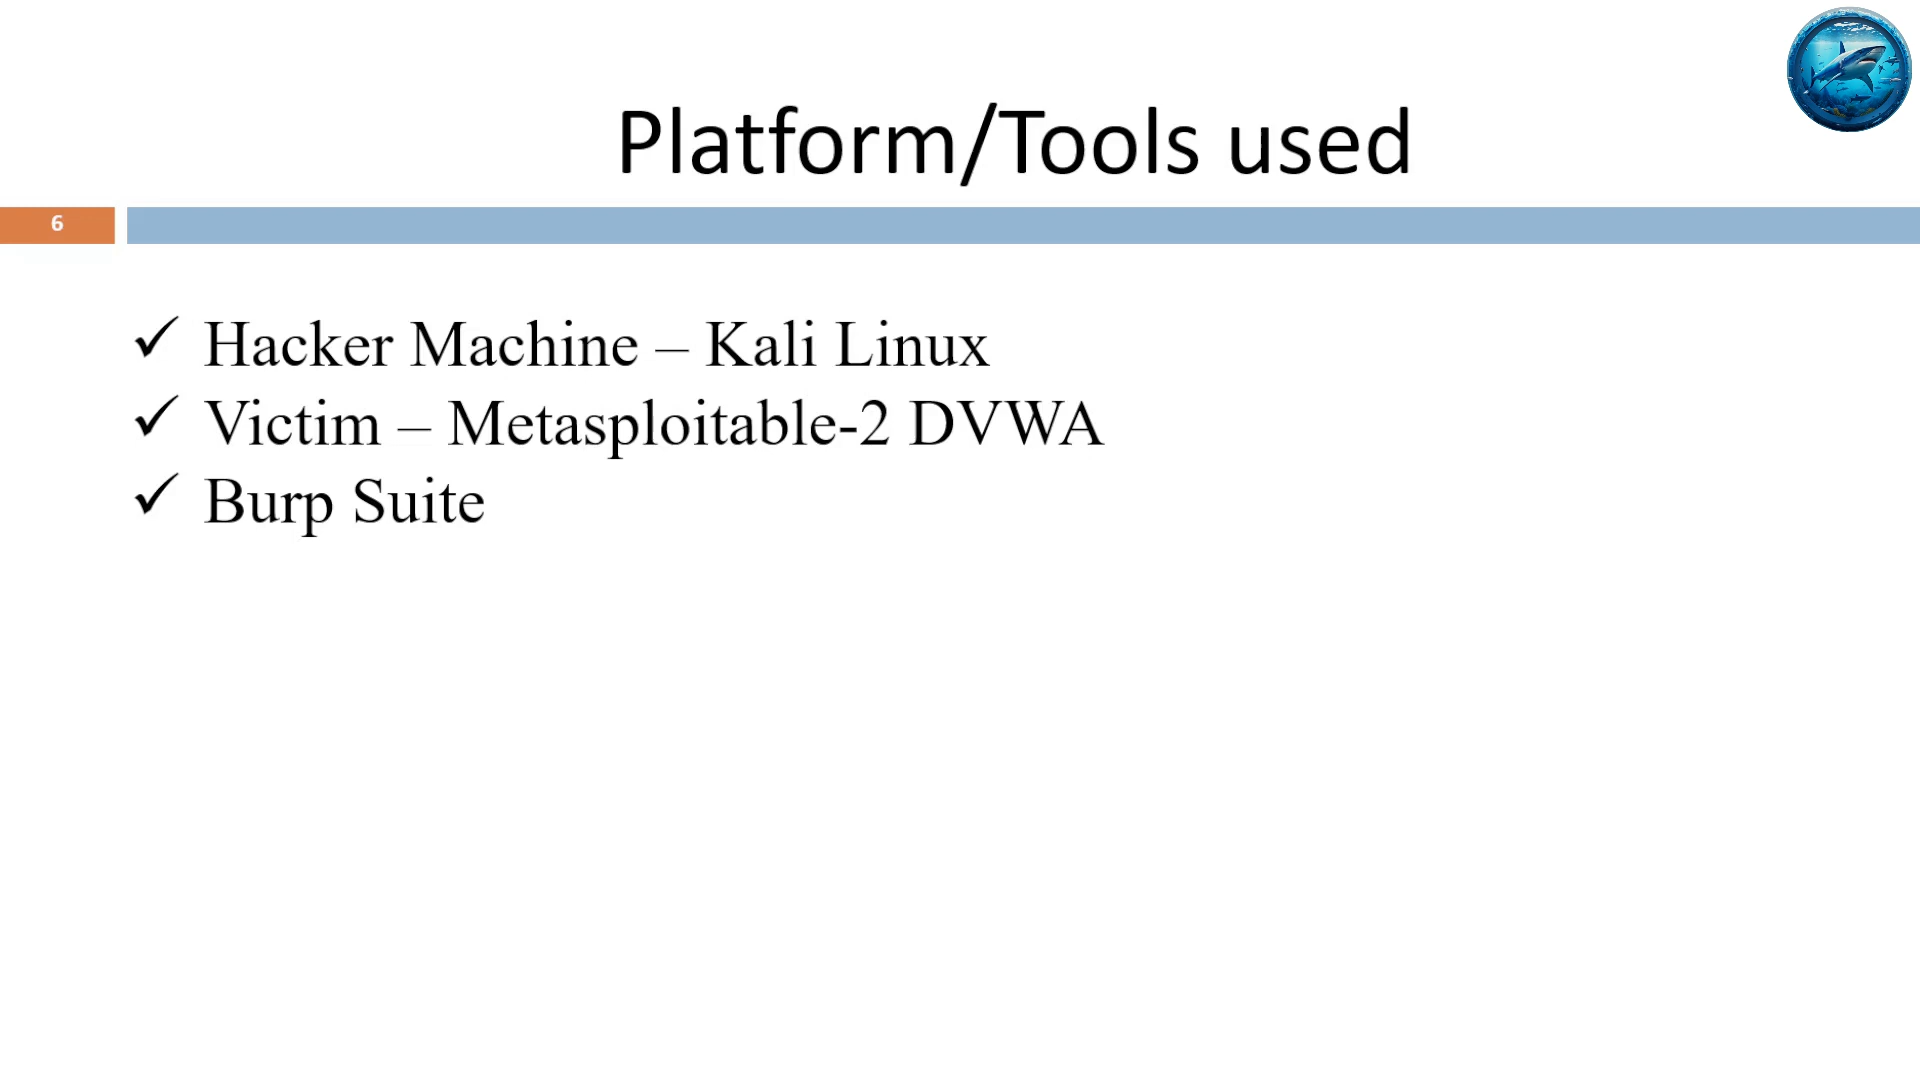 Platform/Tools used
6
✓ Hacker Machine – Kali Linux
✓ Victim – Metasploitable-2 DVWA
✓ Burp Suite